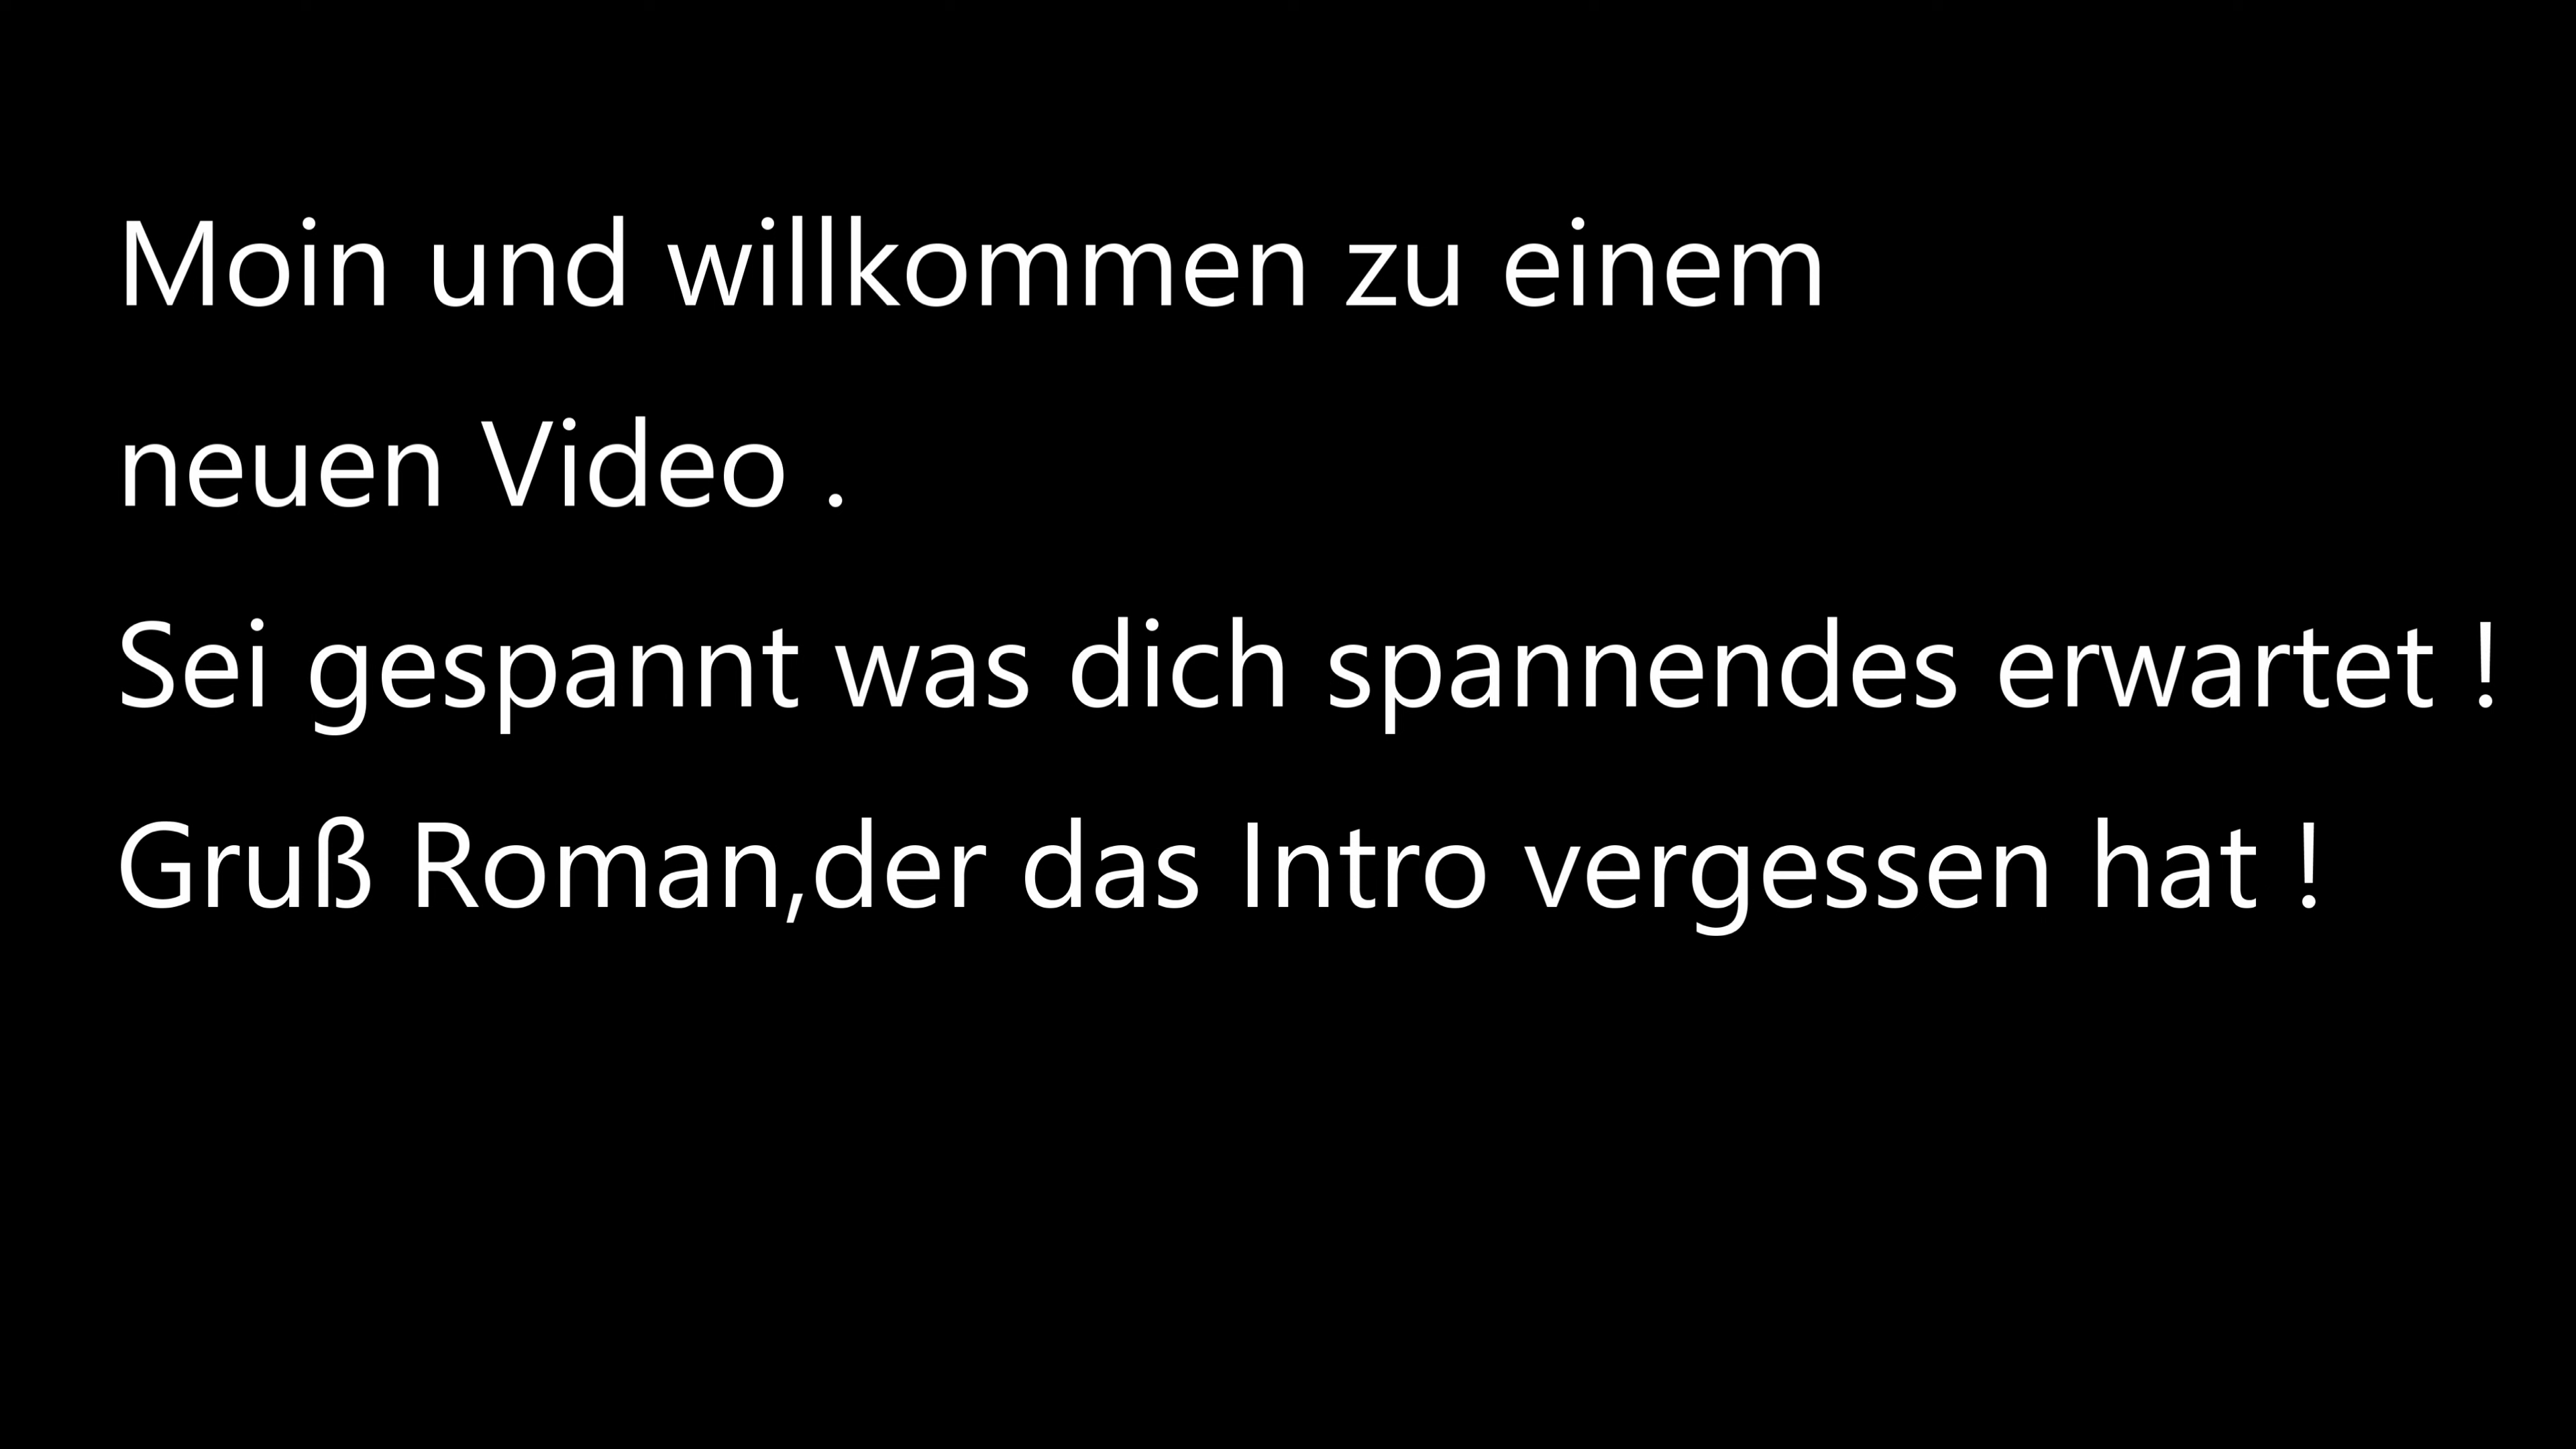 Moin und willkommen zu einem
neuen Video .
Sei gespannt was dich spannendes erwartet !
Gruß Roman,der das Intro vergessen hat !